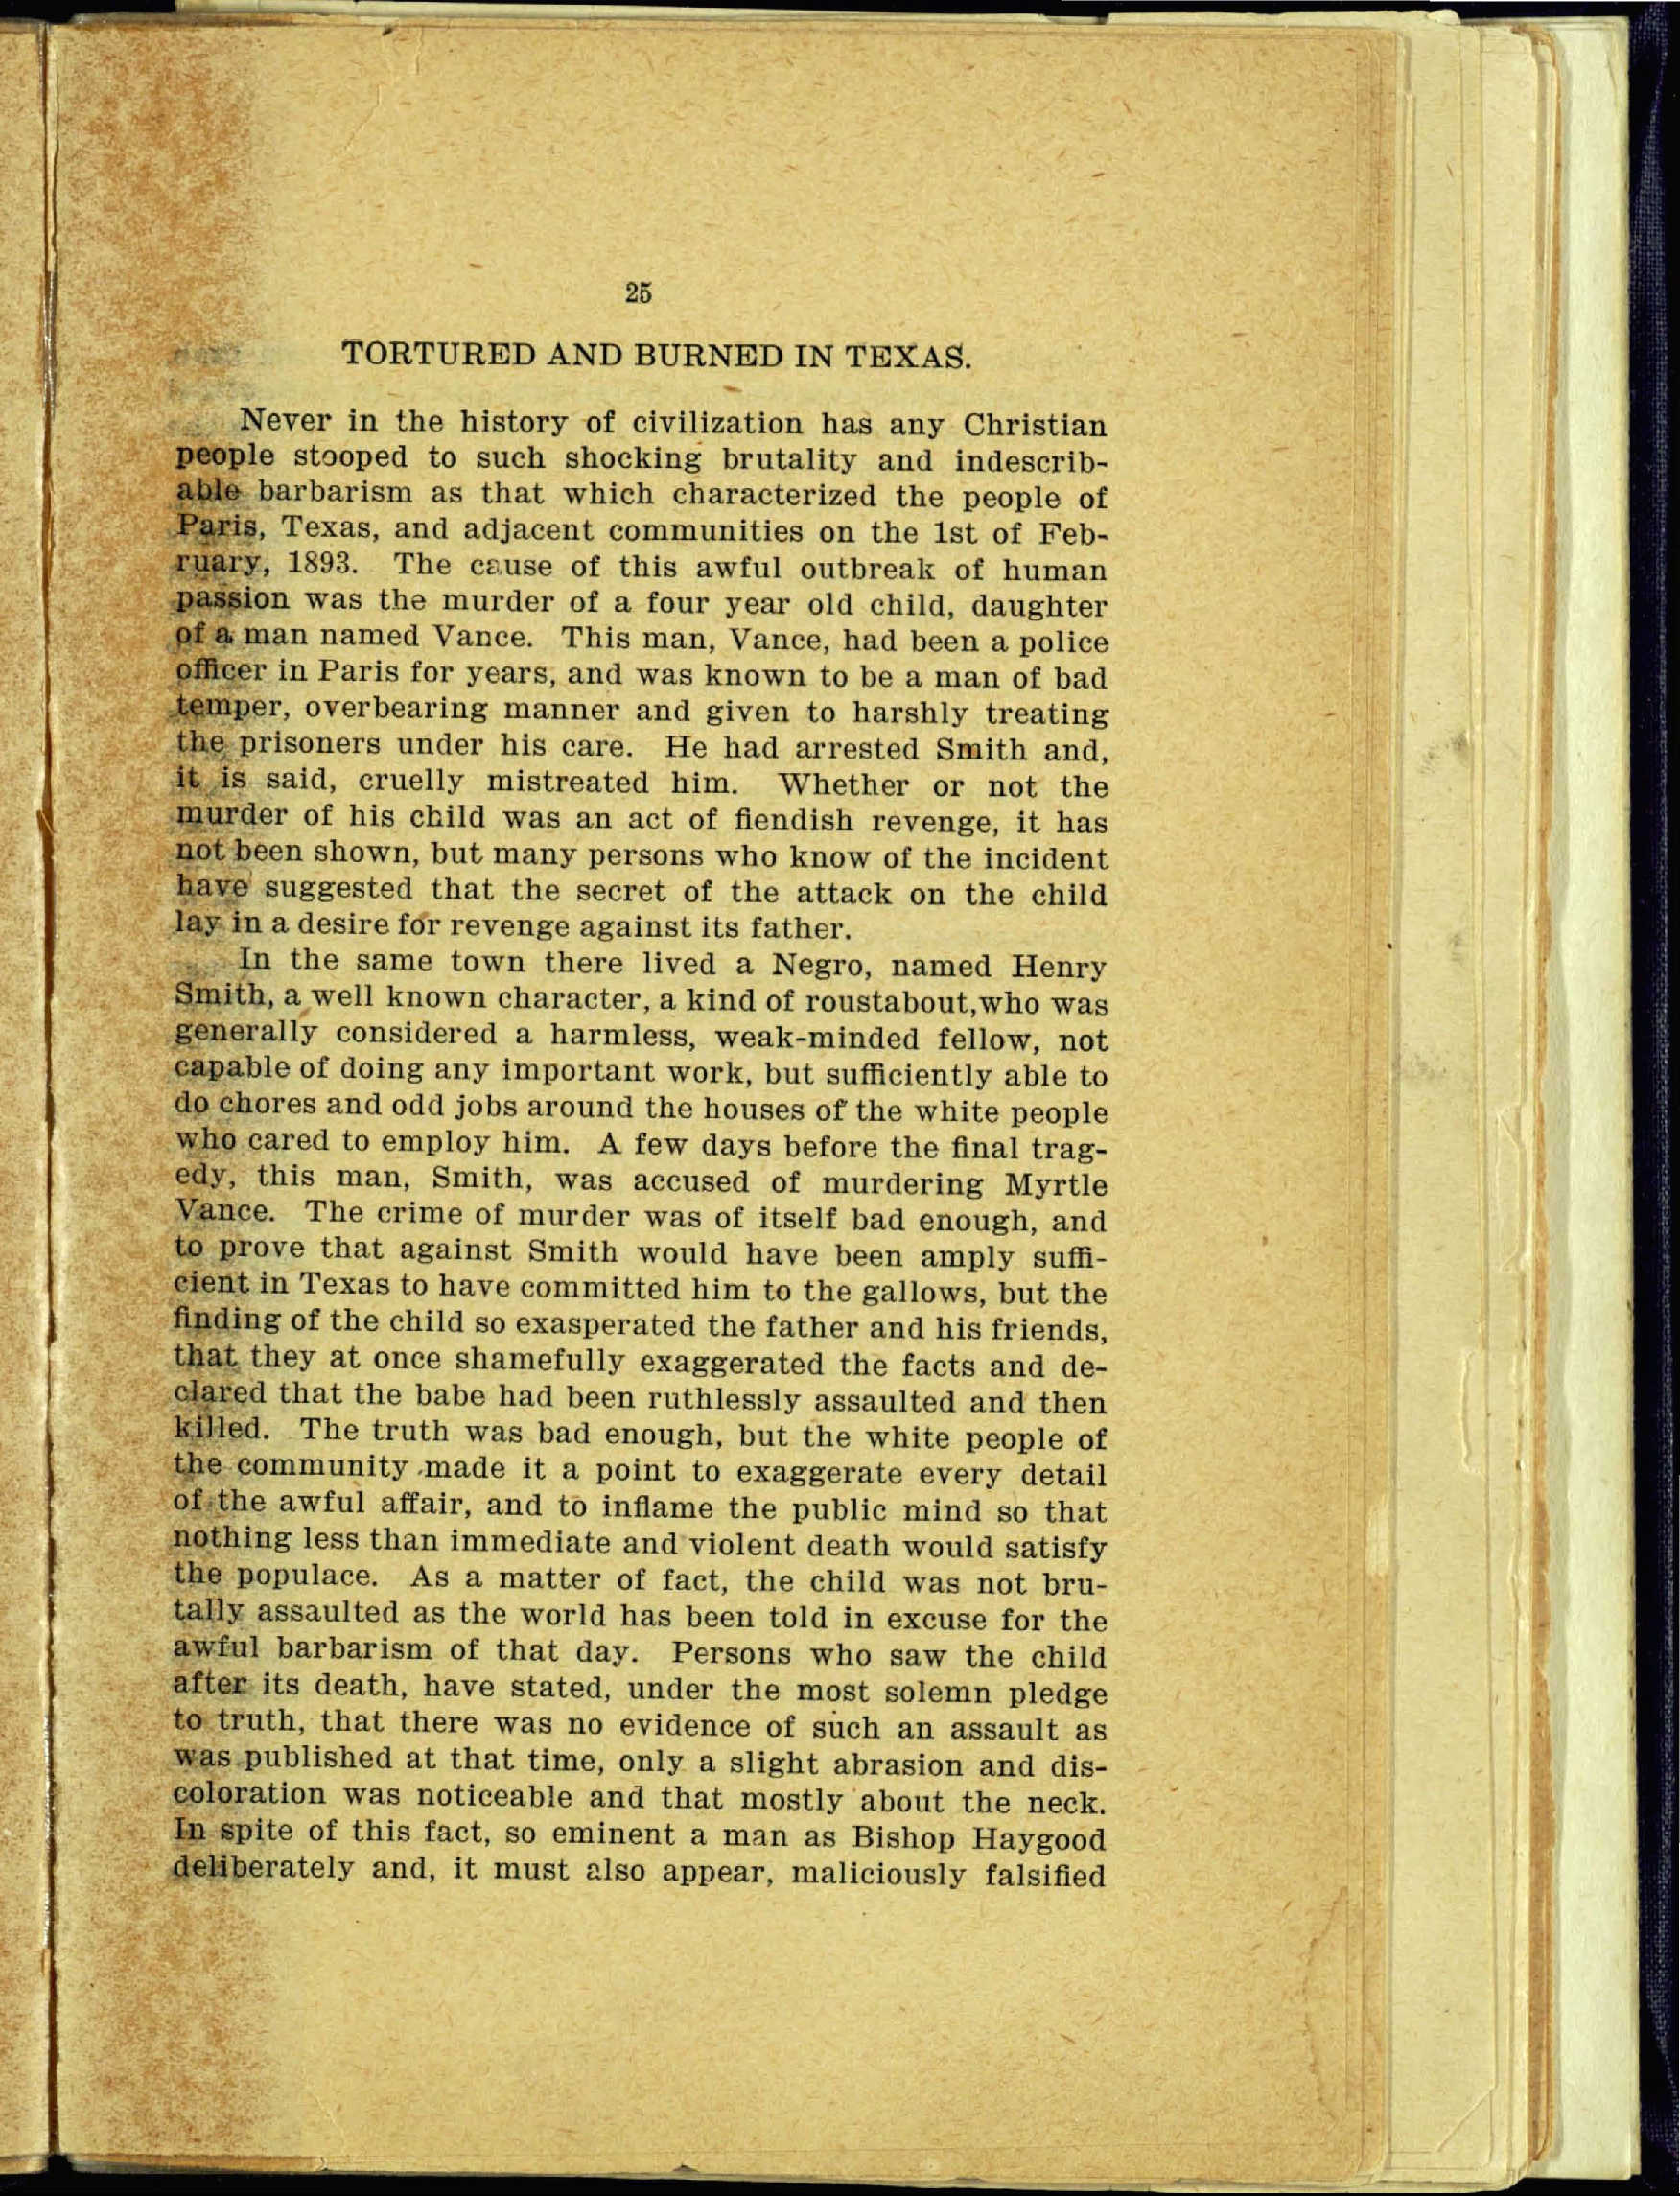 25
TORTURED AND BURNED IN TEXAS.
Never in the history of civilization has any Christian
people stooped to such shocking brutality and indescrib-
able barbarism as that which characterized the people of
Paris, Texas, and adjacent communities on the 1st of Feb-
ruary, 1893. The cause of this awful outbreak of human
passion was the murder of a four year old child, daughter
of a man named Vance. This man, Vance, had been a police
officer in Paris for years, and was known to be a man of bad
temper, overbearing manner and given to harshly treating
the prisoners under his care. He had arrested Smith and,
it is said, cruelly mistreated him. Whether or not the
murder of his child was an act of fiendish revenge, it has
not been shown, but many persons who know of the incident
have suggested that the secret of the attack on the child
lay in a desire for revenge against its father.
In the same town there lived a Negro, named Henry
Smith, a well known character, a kind of roustabout,who was
generally considered a harmless, weak-minded fellow, not
capable of doing any important work, but sufficiently able to
do chores and odd jobs around the houses of the white people
who cared to employ him. A few days before the final trag-
edy, this man, Smith, was accused of murdering Myrtle
Vance. The crime of murder was of itself bad enough, and
to prove that against Smith would have been amply suffi-
cient in Texas to have committed him to the gallows, but the
finding of the child so exasperated the father and his friends,
that they at once shamefully exaggerated the facts and de-
clared that the babe had been ruthlessly assaulted and then
killed. The truth was bad enough, but the white people of
the community made it a point to exaggerate every detail
of the awful affair, and to inflame the public mind so that
nothing less than immediate and violent death would satisfy
the populace. As a matter of fact, the child was not bru-
tally assaulted as the world has been told in excuse for the
awful barbarism of that day. Persons who saw the child
after its death, have stated, under the most solemn pledge
to truth, that there was no evidence of such an assault as
was published at that time, only a slight abrasion and dis-
coloration was noticeable and that mostly about the neck.
In spite of this fact, so eminent a man as Bishop Haygood
deliberately and, it must also appear, maliciously falsified